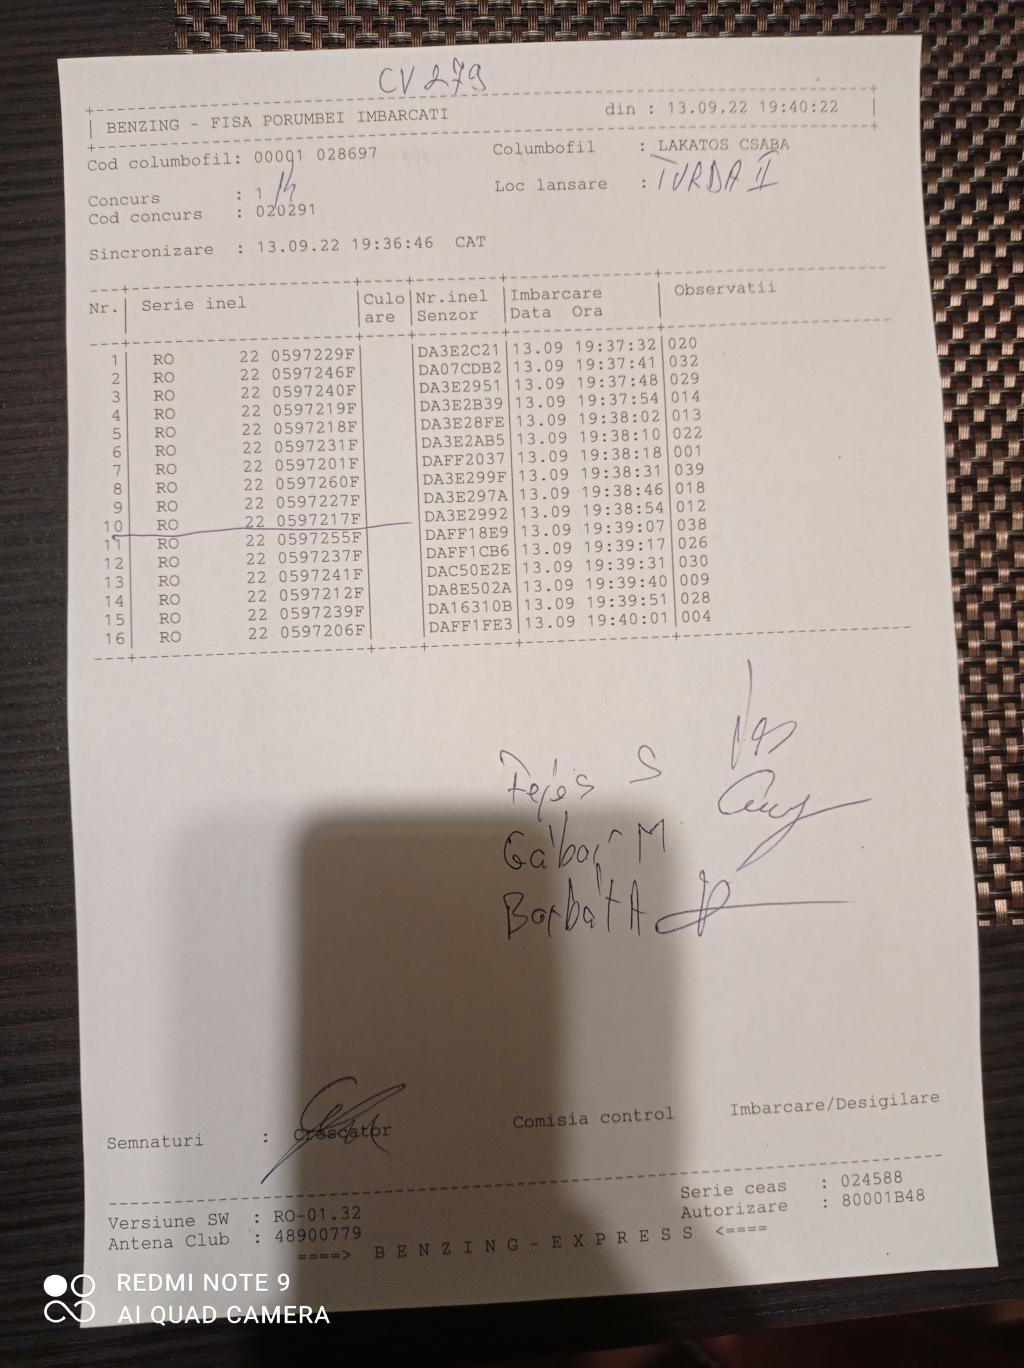 CV 279
BENZING - FISA PORUMBEI IMBARCATI din : 13.09.22 19:40:22
Cod columbofil: 00001 028697 Columbofil : LAKATOS CSABA
Concurs : 1 Loc lansare : TURDA II
Cod concurs : 020291
Sincronizare : 13.09.22 19:36:46 CAT
Nr. Serie inel Culo Nr.inel Imbarcare Observatii
are Senzor Data Ora
1 RO 22 0597229F DA3E2C21 13.09 19:37:32 020
2 RO 22 0597246F DA07CDB2 13.09 19:37:41 032
3 RO 22 0597240F DA3E2951 13.09 19:37:48 029
4 RO 22 0597219F DA3E2B39 13.09 19:37:54 014
5 RO 22 0597218F DA3E28FE 13.09 19:38:02 013
6 RO 22 0597231F DA3E2AB5 13.09 19:38:10 022
7 RO 22 0597201F DAFF2037 13.09 19:38:18 001
8 RO 22 0597260F DA3E299F 13.09 19:38:31 039
9 RO 22 0597227F DA3E297A 13.09 19:38:46 018
10 RO 22 0597217F DA3E2992 13.09 19:38:54 012
11 RO 22 0597255F DAFF18E9 13.09 19:39:07 038
12 RO 22 0597237F DAFF1CB6 13.09 19:39:17 026
13 RO 22 0597241F DAC50E2E 13.09 19:39:31 030
14 RO 22 0597212F DA8E502A 13.09 19:39:40 009
15 RO 22 0597239F DA16310B 13.09 19:39:51 028
16 RO 22 0597206F DAFF1FE3 13.09 19:40:01 004
Fejés S
Gábor M
Barbát A
Semnaturi : Crescator Comisia control Imbarcare/Desigilare
Versiune SW : RO-01.32 Serie ceas : 024588
Antena Club : 48900779 Autorizare : 80001B48
====> B E N Z I N G - E X P R E S S <====
REDMI NOTE 9
AI QUAD CAMERA